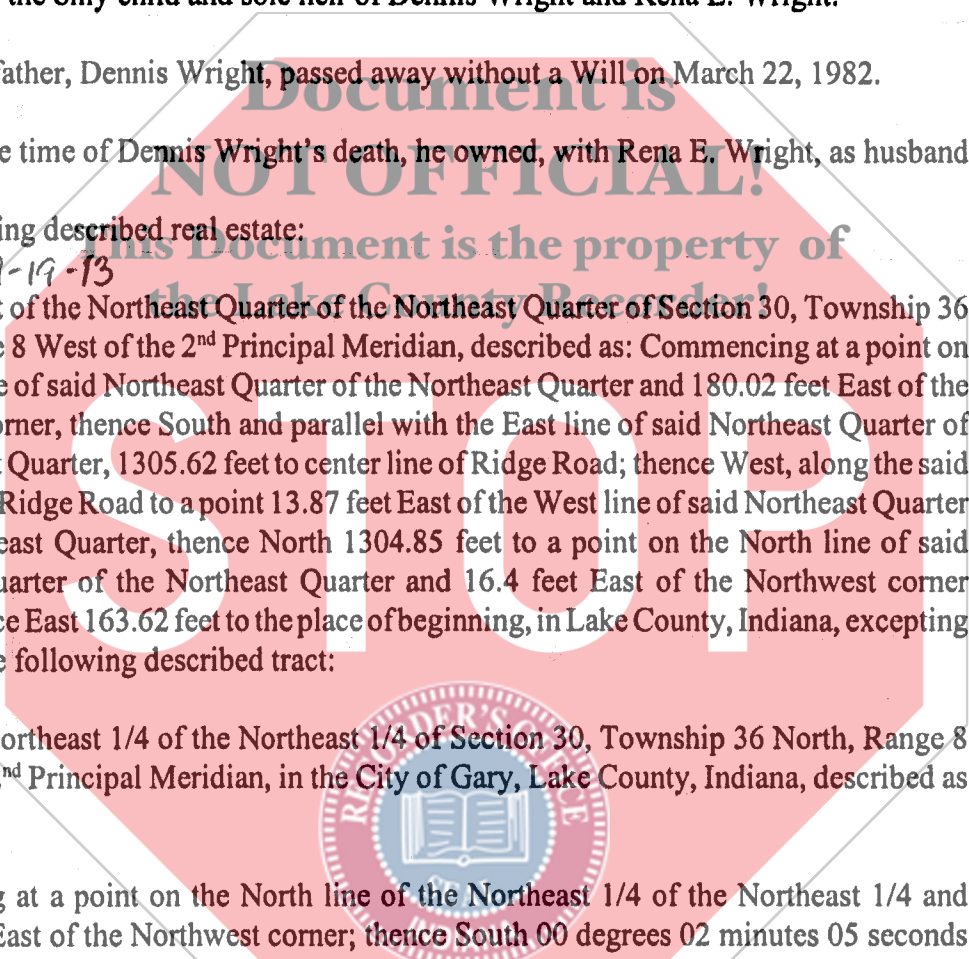 the only child and sole heir of Dennis Wright and Rena E. Wright.
father, Dennis Wright, passed away without a Will on March 22, 1982.
Document is
e time of Dennis Wright's death, he owned, with Rena E. Wright, as husband
NOT OFFICIAL!
ing described real estate:
This Document is the property of
-19-13
the Lake County Recorder!
t of the Northeast Quarter of the Northeast Quarter of Section 30, Township 36
e 8 West of the 2nd Principal Meridian, described as: Commencing at a point on
e of said Northeast Quarter of the Northeast Quarter and 180.02 feet East of the
orner, thence South and parallel with the East line of said Northeast Quarter of
t Quarter, 1305.62 feet to center line of Ridge Road; thence West, along the said
Ridge Road to a point 13.87 feet East of the West line of said Northeast Quarter
east Quarter, thence North 1304.85 feet to a point on the North line of said
uarter of the Northeast Quarter and 16.4 feet East of the Northwest corner
ce East 163.62 feet to the place of beginning, in Lake County, Indiana, excepting
e following described tract:
STOP
ortheast 1/4 of the Northeast 1/4 of Section 30, Township 36 North, Range 8
nd Principal Meridian, in the City of Gary, Lake County, Indiana, described as
RECORDER'S OFFICE
SEAL
g at a point on the North line of the Northeast 1/4 of the Northeast 1/4 and
East of the Northwest corner; thence South 00 degrees 02 minutes 05 seconds